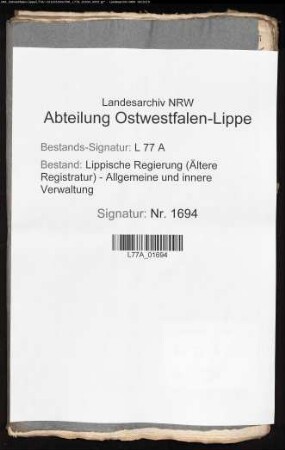 Landesarchiv NRW
Abteilung Ostwestfalen-Lippe
Bestands-Signatur: L 77 A
Bestand: Lippische Regierung (Ältere
Registratur) - Allgemeine und innere
Verwaltung
Signatur: Nr. 1694
L77A_01694